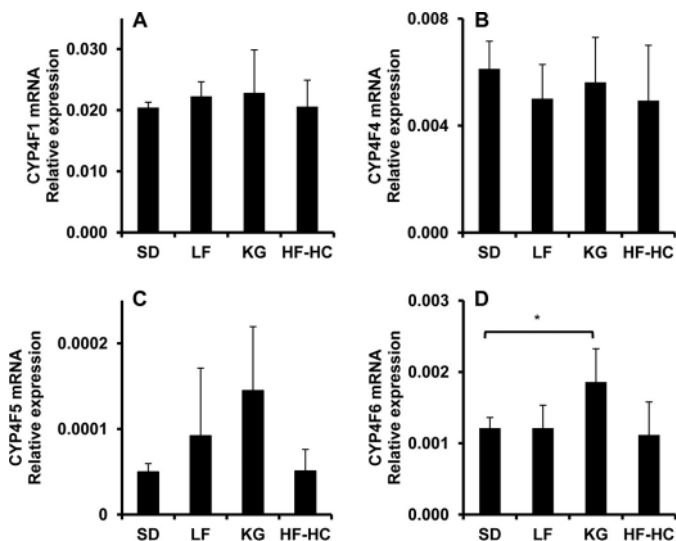 A
CYP4F1 mRNA
Relative expression
0.030
0.020
0.010
0.000
SD LF KG HF-HC
B
CYP4F4 mRNA
Relative expression
0.008
0.004
0.000
SD LF KG HF-HC
C
CYP4F5 mRNA
Relative expression
0.0002
0.0001
0
SD LF KG HF-HC
D
CYP4F6 mRNA
Relative expression
0.003
0.002
0.001
0.000
*
SD LF KG HF-HC